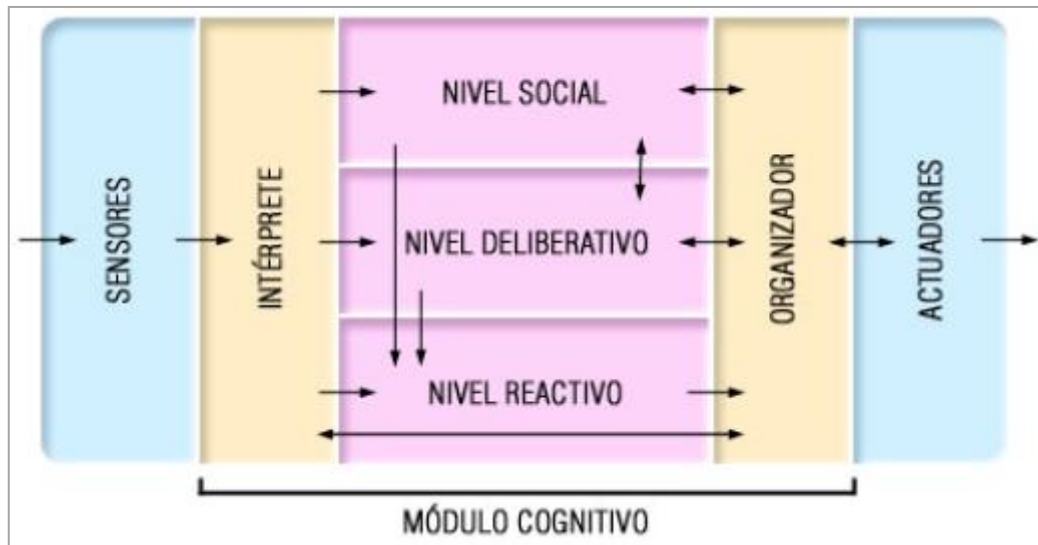 SENSORES
INTÉRPRETE
NIVEL SOCIAL
NIVEL DELIBERATIVO
NIVEL REACTIVO
ORGANIZADOR
ACTUADORES
MÓDULO COGNITIVO